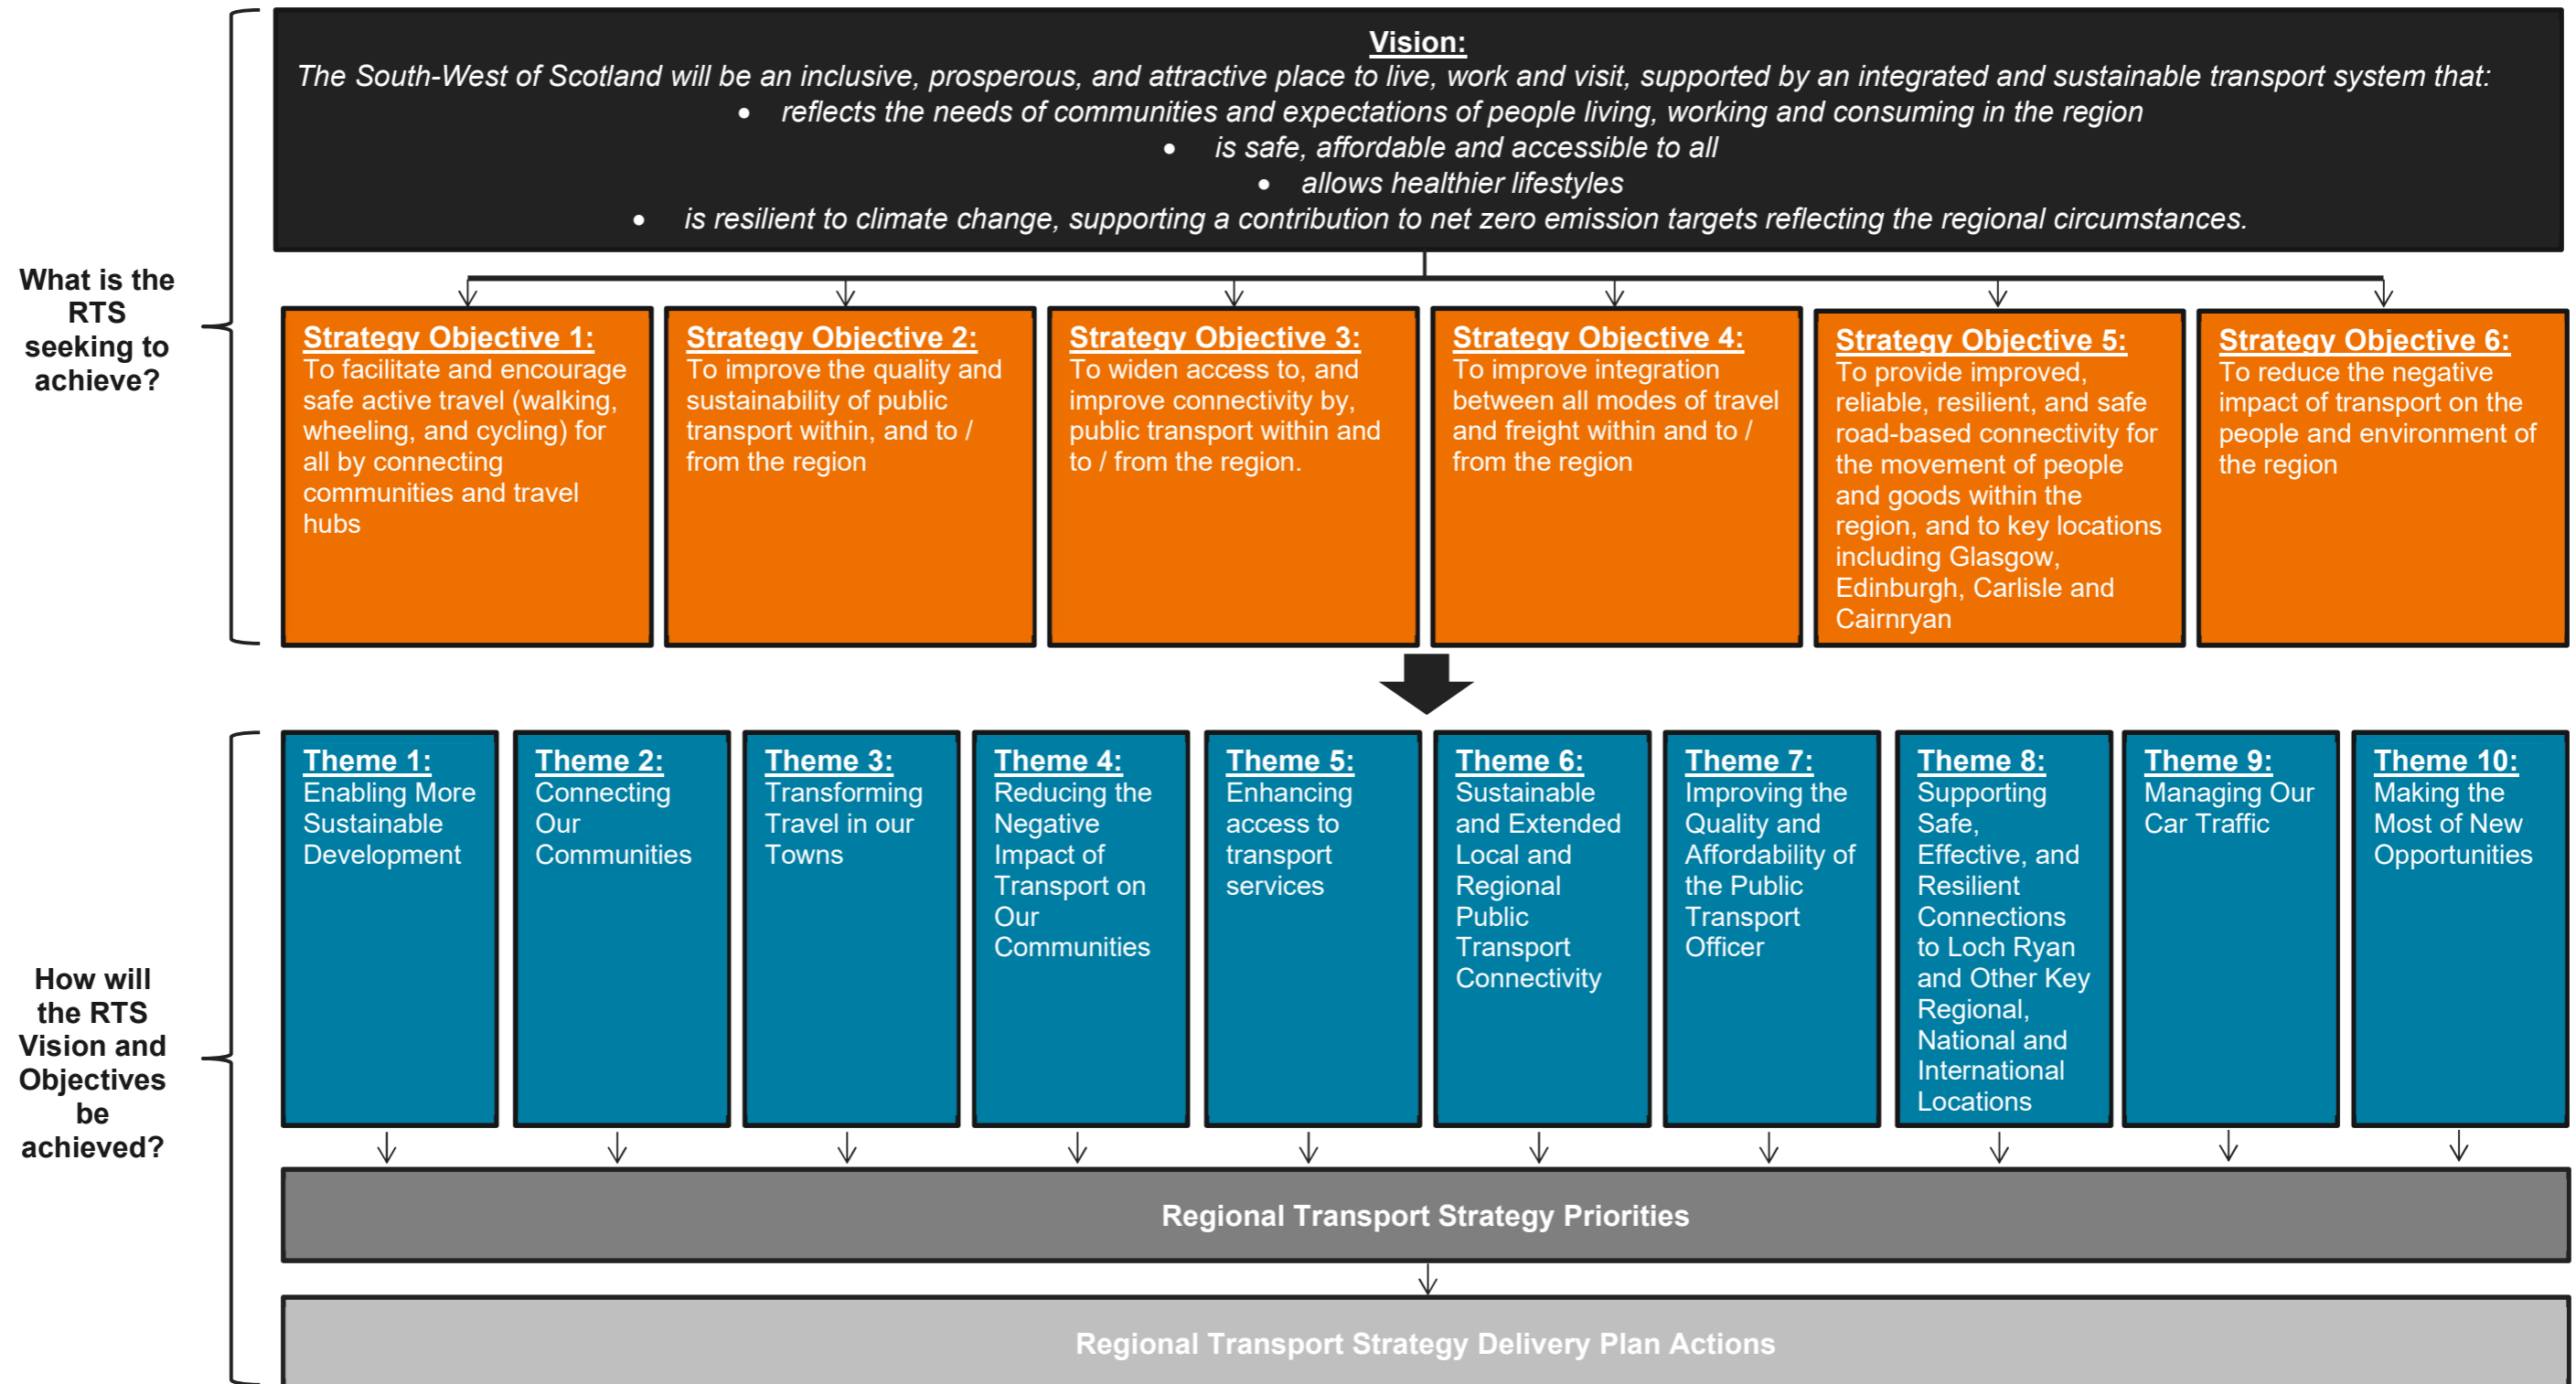 Vision:
The South-West of Scotland will be an inclusive, prosperous, and attractive place to live, work and visit, supported by an integrated and sustainable transport system that:
• reflects the needs of communities and expectations of people living, working and consuming in the region
• is safe, affordable and accessible to all
• allows healthier lifestyles
• is resilient to climate change, supporting a contribution to net zero emission targets reflecting the regional circumstances.
What is the
RTS
seeking to
achieve?
Strategy Objective 1:
To facilitate and encourage
safe active travel (walking,
wheeling, and cycling) for
all by connecting
communities and travel
hubs
Strategy Objective 2:
To improve the quality and
sustainability of public
transport within, and to /
from the region
Strategy Objective 3:
To widen access to, and
improve connectivity by,
public transport within and
to / from the region.
Strategy Objective 4:
To improve integration
between all modes of travel
and freight within and to /
from the region
Strategy Objective 5:
To provide improved,
reliable, resilient, and safe
road-based connectivity for
the movement of people
and goods within the
region, and to key locations
including Glasgow,
Edinburgh, Carlisle and
Cairnryan
Strategy Objective 6:
To reduce the negative
impact of transport on the
people and environment of
the region
How will
the RTS
Vision and
Objectives
be
achieved?
Theme 1:
Enabling More
Sustainable
Development
Theme 2:
Connecting
Our
Communities
Theme 3:
Transforming
Travel in our
Towns
Theme 4:
Reducing the
Negative
Impact of
Transport on
Our
Communities
Theme 5:
Enhancing
access to
transport
services
Theme 6:
Sustainable
and Extended
Local and
Regional
Public
Transport
Connectivity
Theme 7:
Improving the
Quality and
Affordability of
the Public
Transport
Officer
Theme 8:
Supporting
Safe,
Effective, and
Resilient
Connections
to Loch Ryan
and Other Key
Regional,
National and
International
Locations
Theme 9:
Managing Our
Car Traffic
Theme 10:
Making the
Most of New
Opportunities
Regional Transport Strategy Priorities
Regional Transport Strategy Delivery Plan Actions